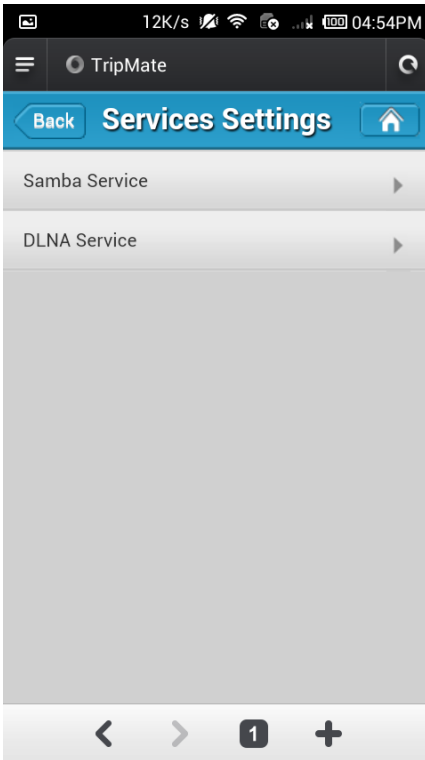 12K/s 100 04:54PM
TripMate
Back Services Settings
Samba Service
DLNA Service
1